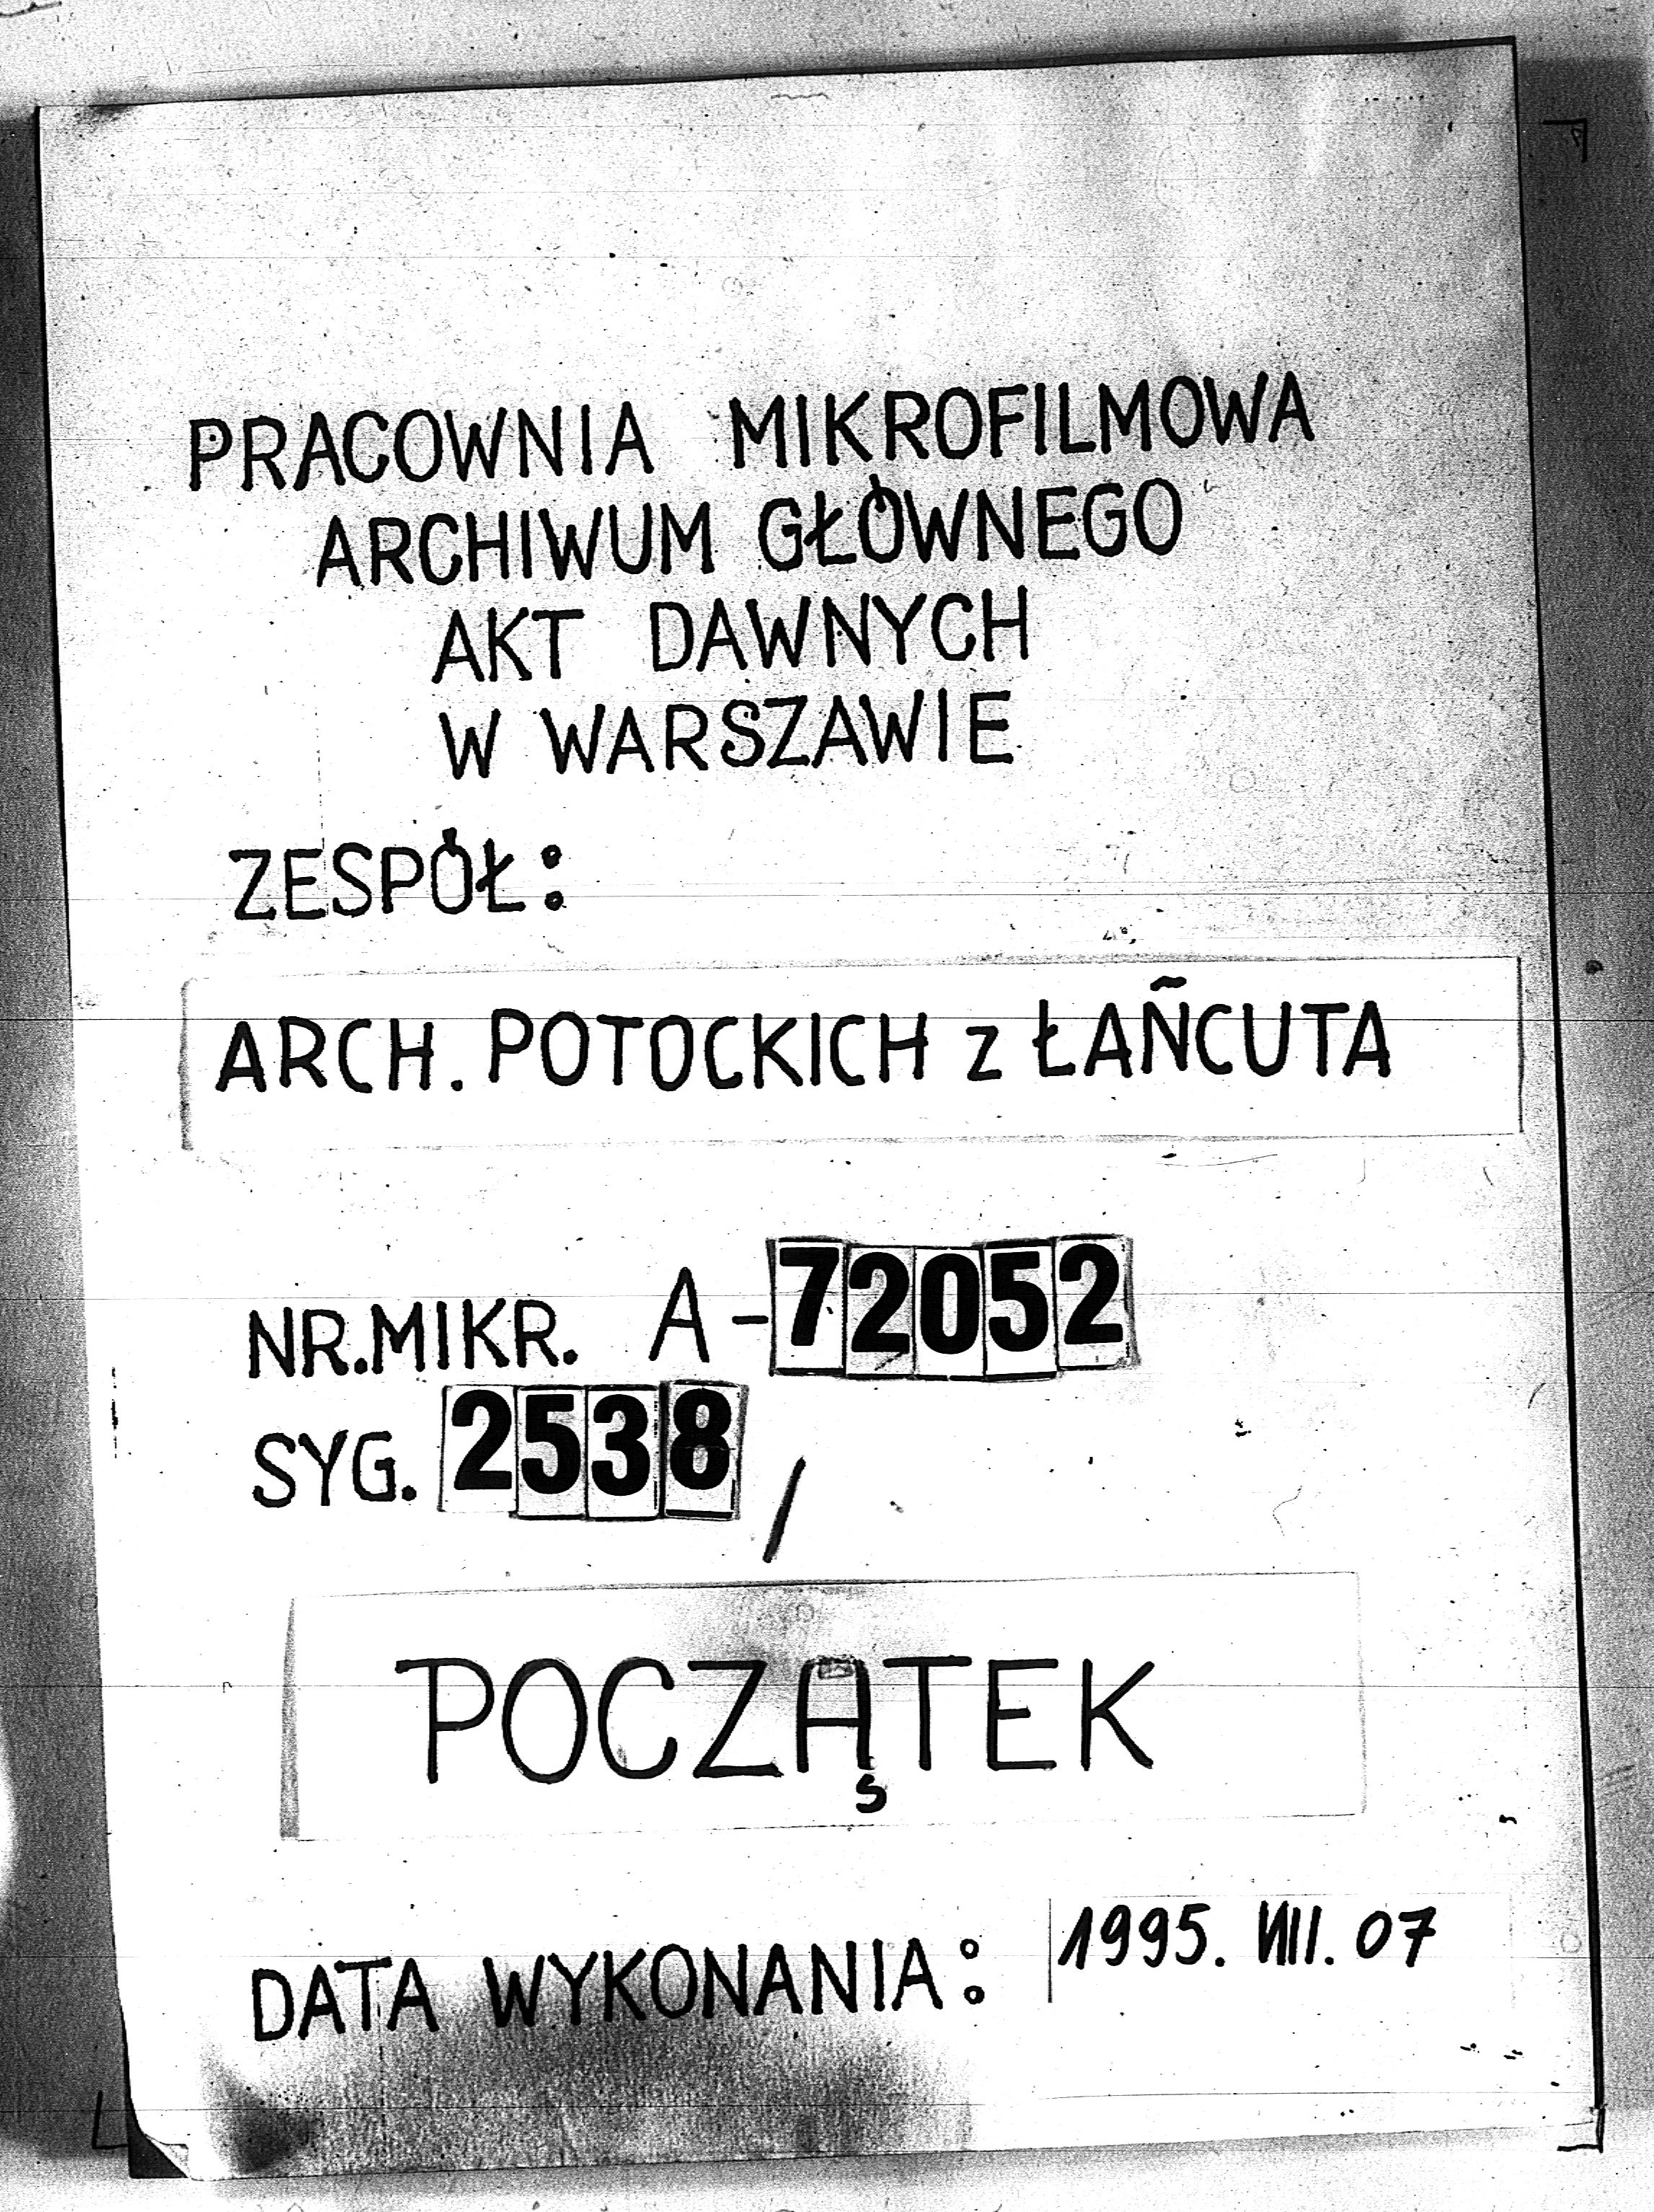 PRACOWNIA MIKROFILMOWA
ARCHIWUM GŁÓWNEGO
AKT DAWNYCH
W WARSZAWIE
ZESPÓŁ:
ARCH. POTOCKICH z ŁAŃCUTA
NR.MIKR. A-72052
SYG. 2538/
POCZĄTEK
DATA WYKONANIA: 1995. VIII. 07